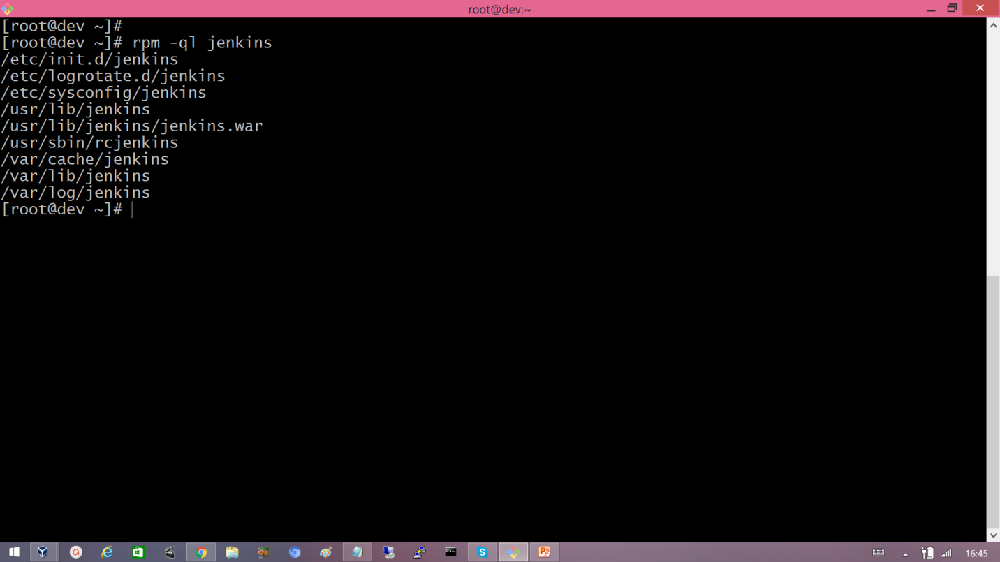 root@dev:~
[root@dev ~]#
[root@dev ~]# rpm -ql jenkins
/etc/init.d/jenkins
/etc/logrotate.d/jenkins
/etc/sysconfig/jenkins
/usr/lib/jenkins
/usr/lib/jenkins/jenkins.war
/usr/sbin/rcjenkins
/var/cache/jenkins
/var/lib/jenkins
/var/log/jenkins
[root@dev ~]#
16:45